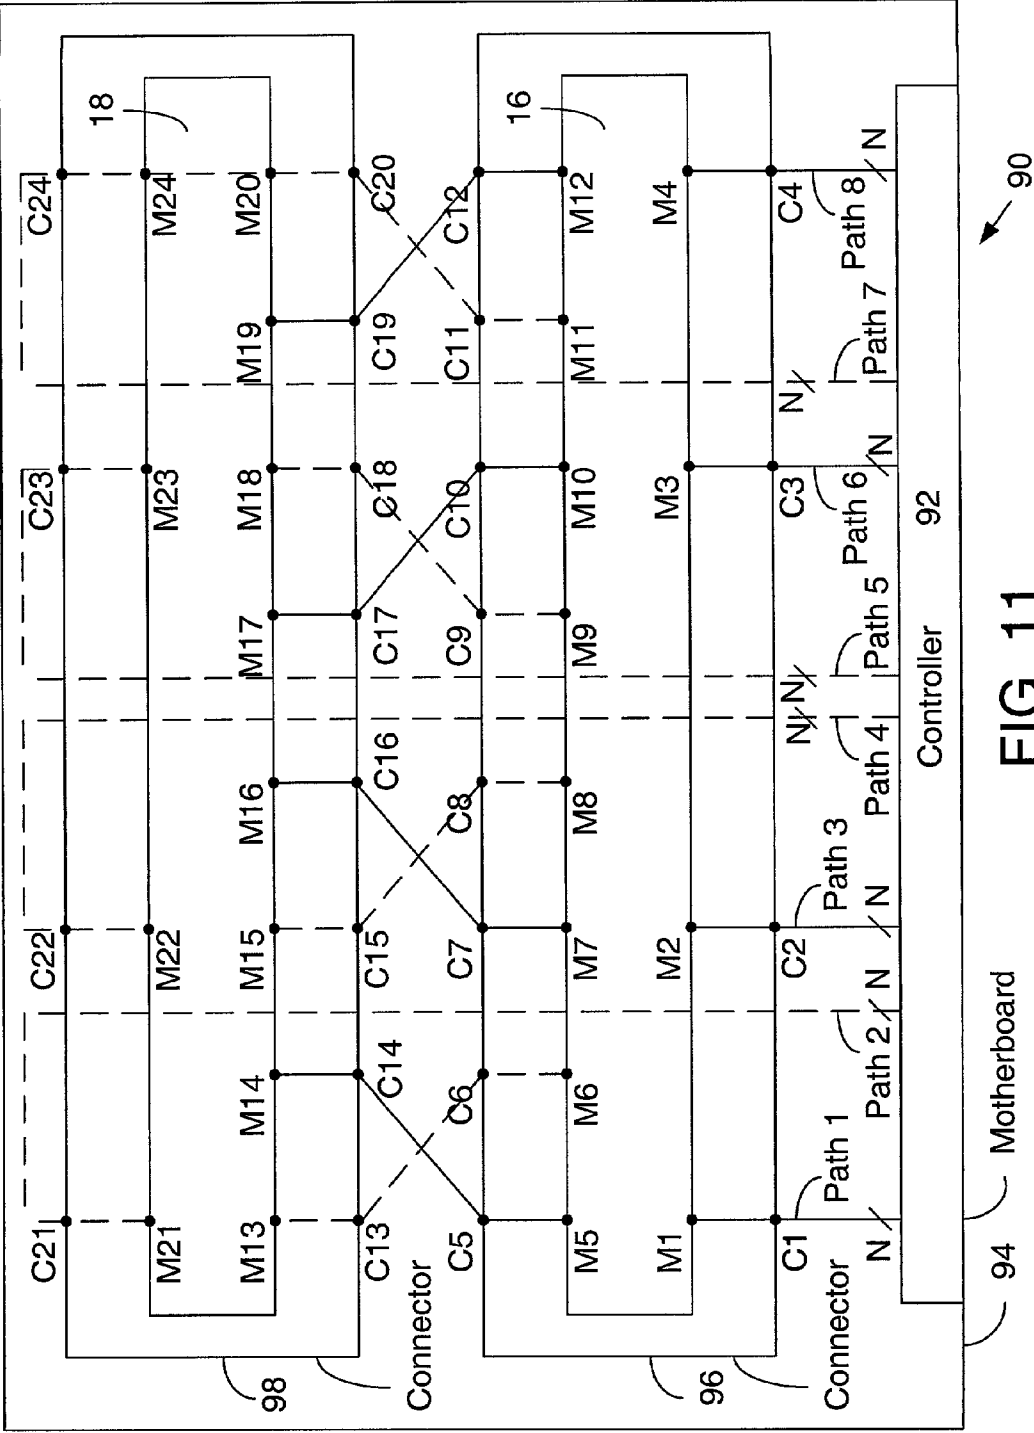 C21 C22 C23 C24
18
M21 M22 M23 M24
M13 M14 M15 M16 M17 M18 M19 M20
98
C13 C14 C15 C16 C17 C18 C19 C20
Connector
C5 C6 C7 C8 C9 C10 C11 C12
16
M5 M6 M7 M8 M9 M10 M11 M12
M1 M2 M3 M4
96
C1 C2 N N C3 N C4
Connector Path 1 Path 3 Path 6 Path 8
N Path 2 N N Path 4 Path 5 N Path 7 N
Controller 92
94 Motherboard 90
FIG. 11